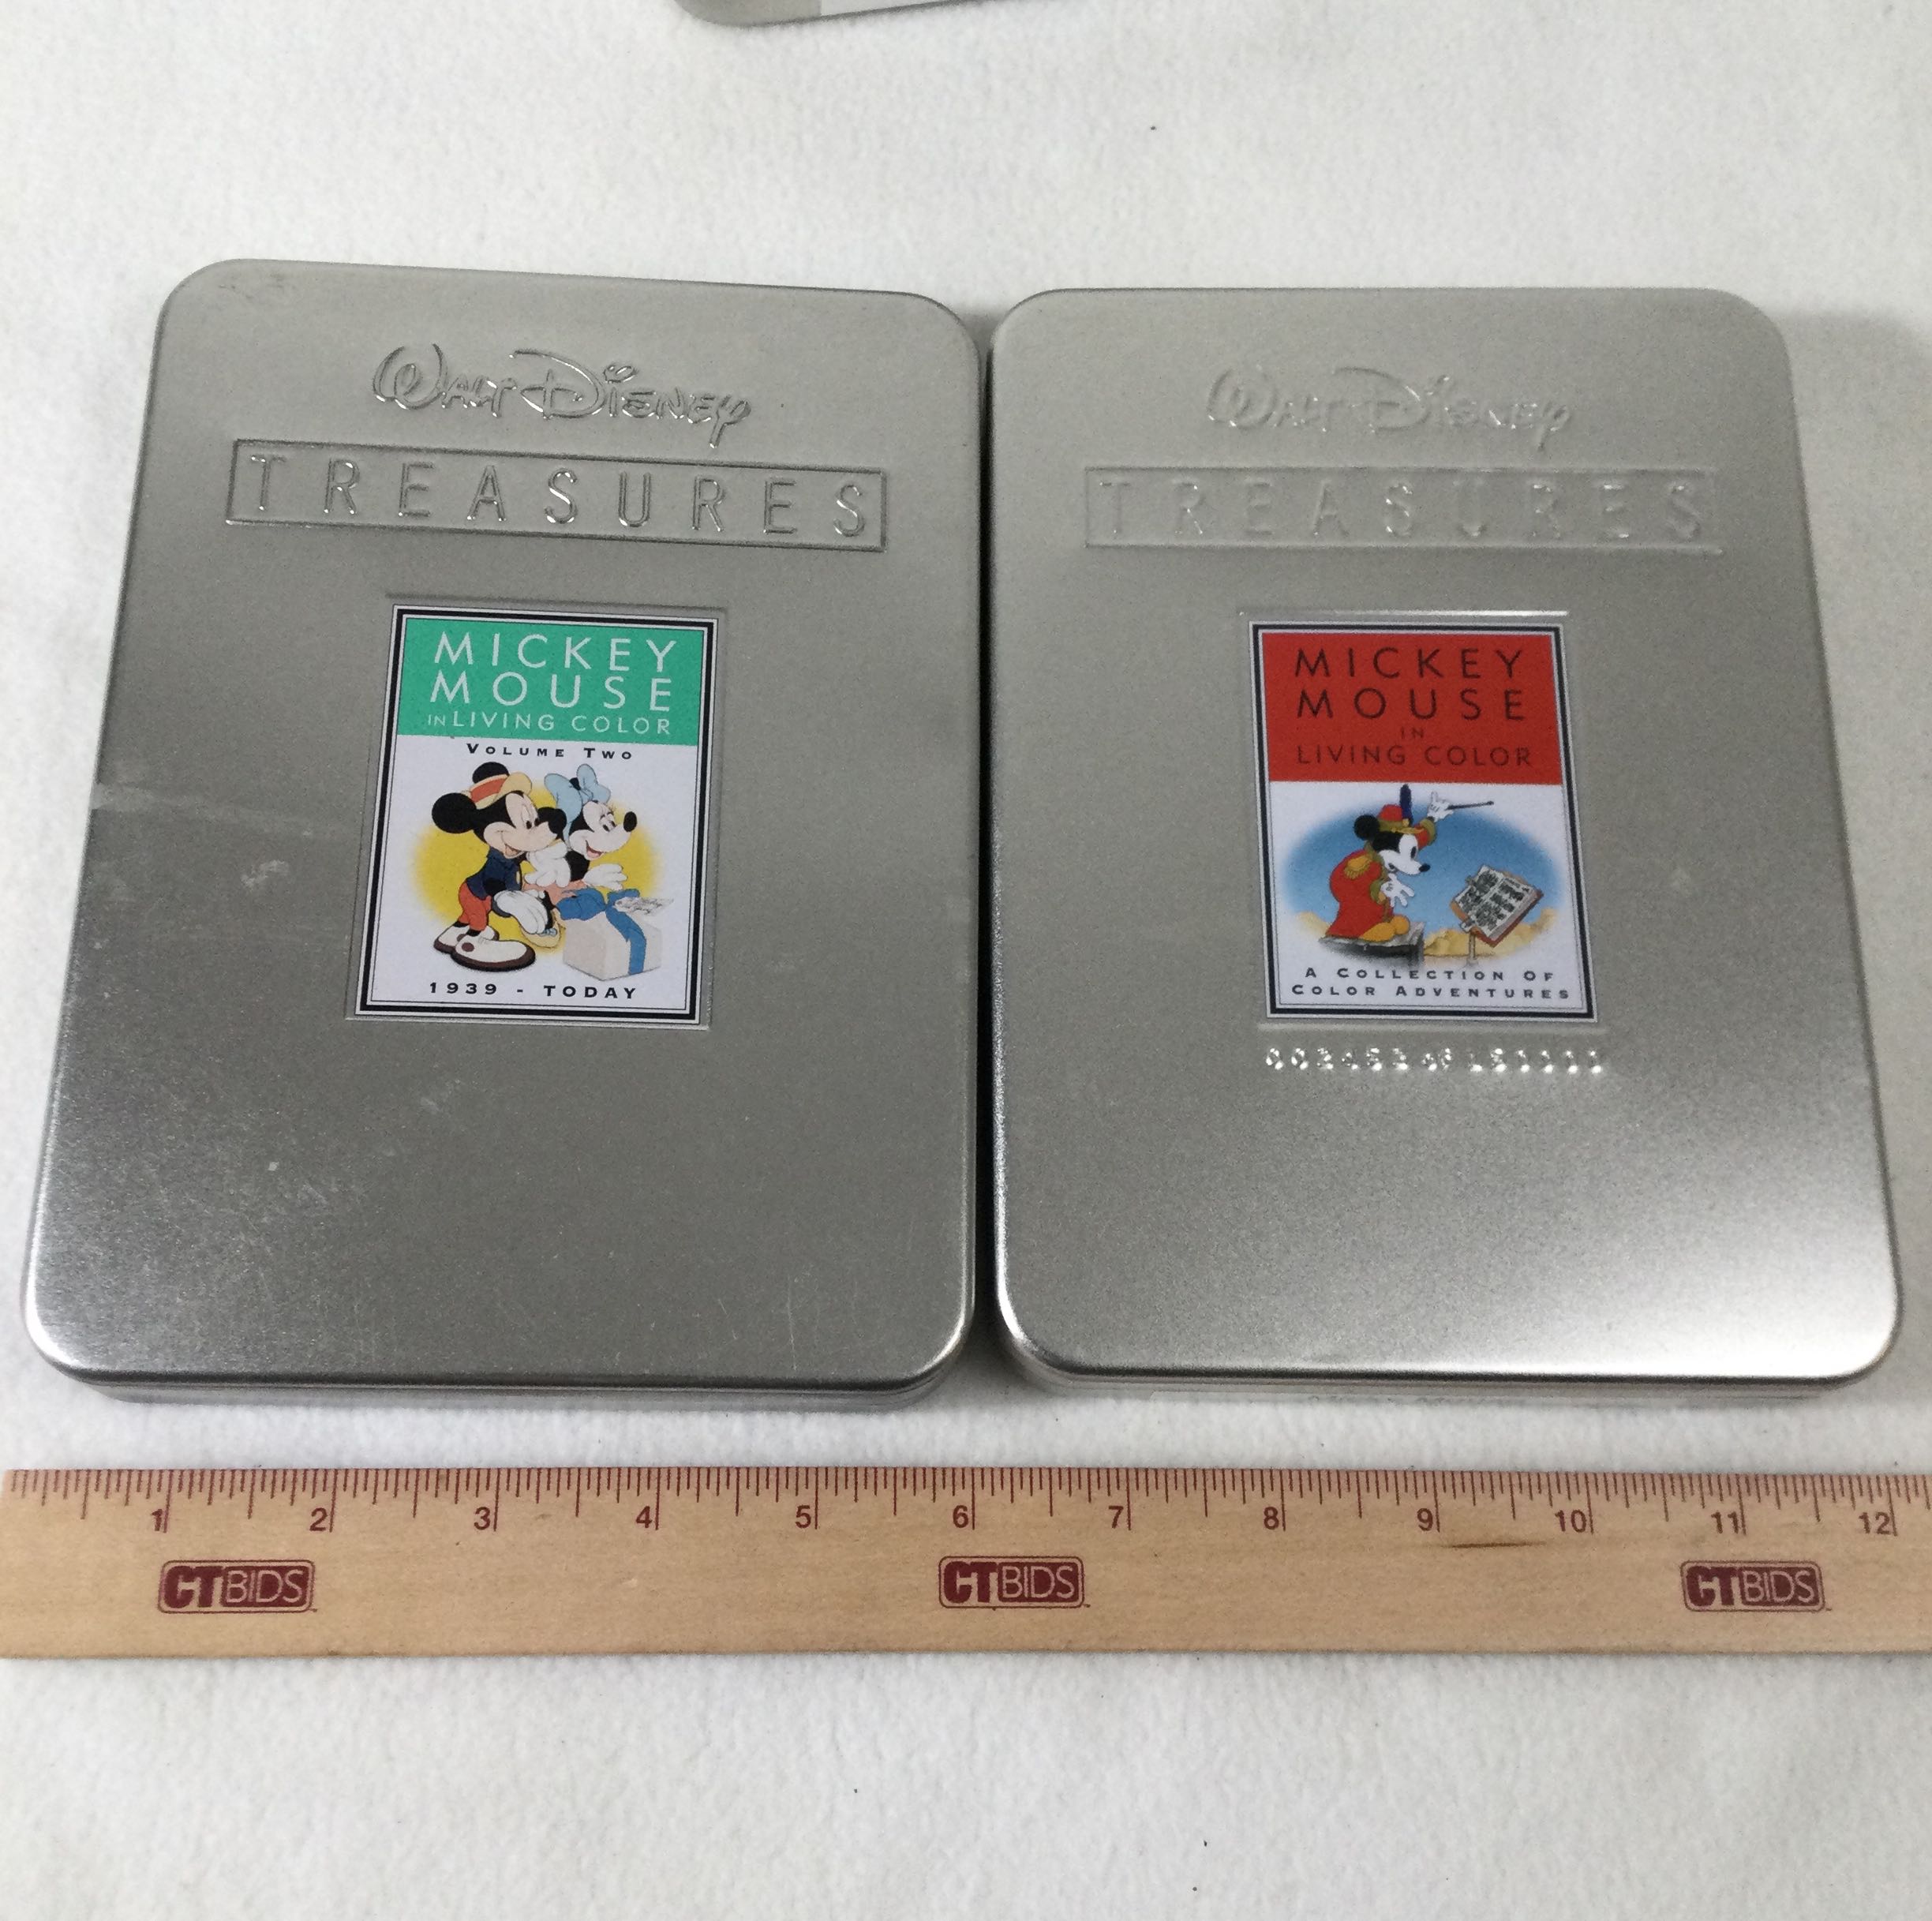 WALT DISNEY
TREASURES
MICKEY
MOUSE
IN LIVING COLOR
VOLUME TWO
1939 - TODAY
WALT DISNEY
TREASURES
MICKEY
MOUSE
IN
LIVING COLOR
A COLLECTION OF
COLOR ADVENTURES
1 2 3 4 5 6 7 8 9 10 11 12
CTBIDS CTBIDS CTBIDS